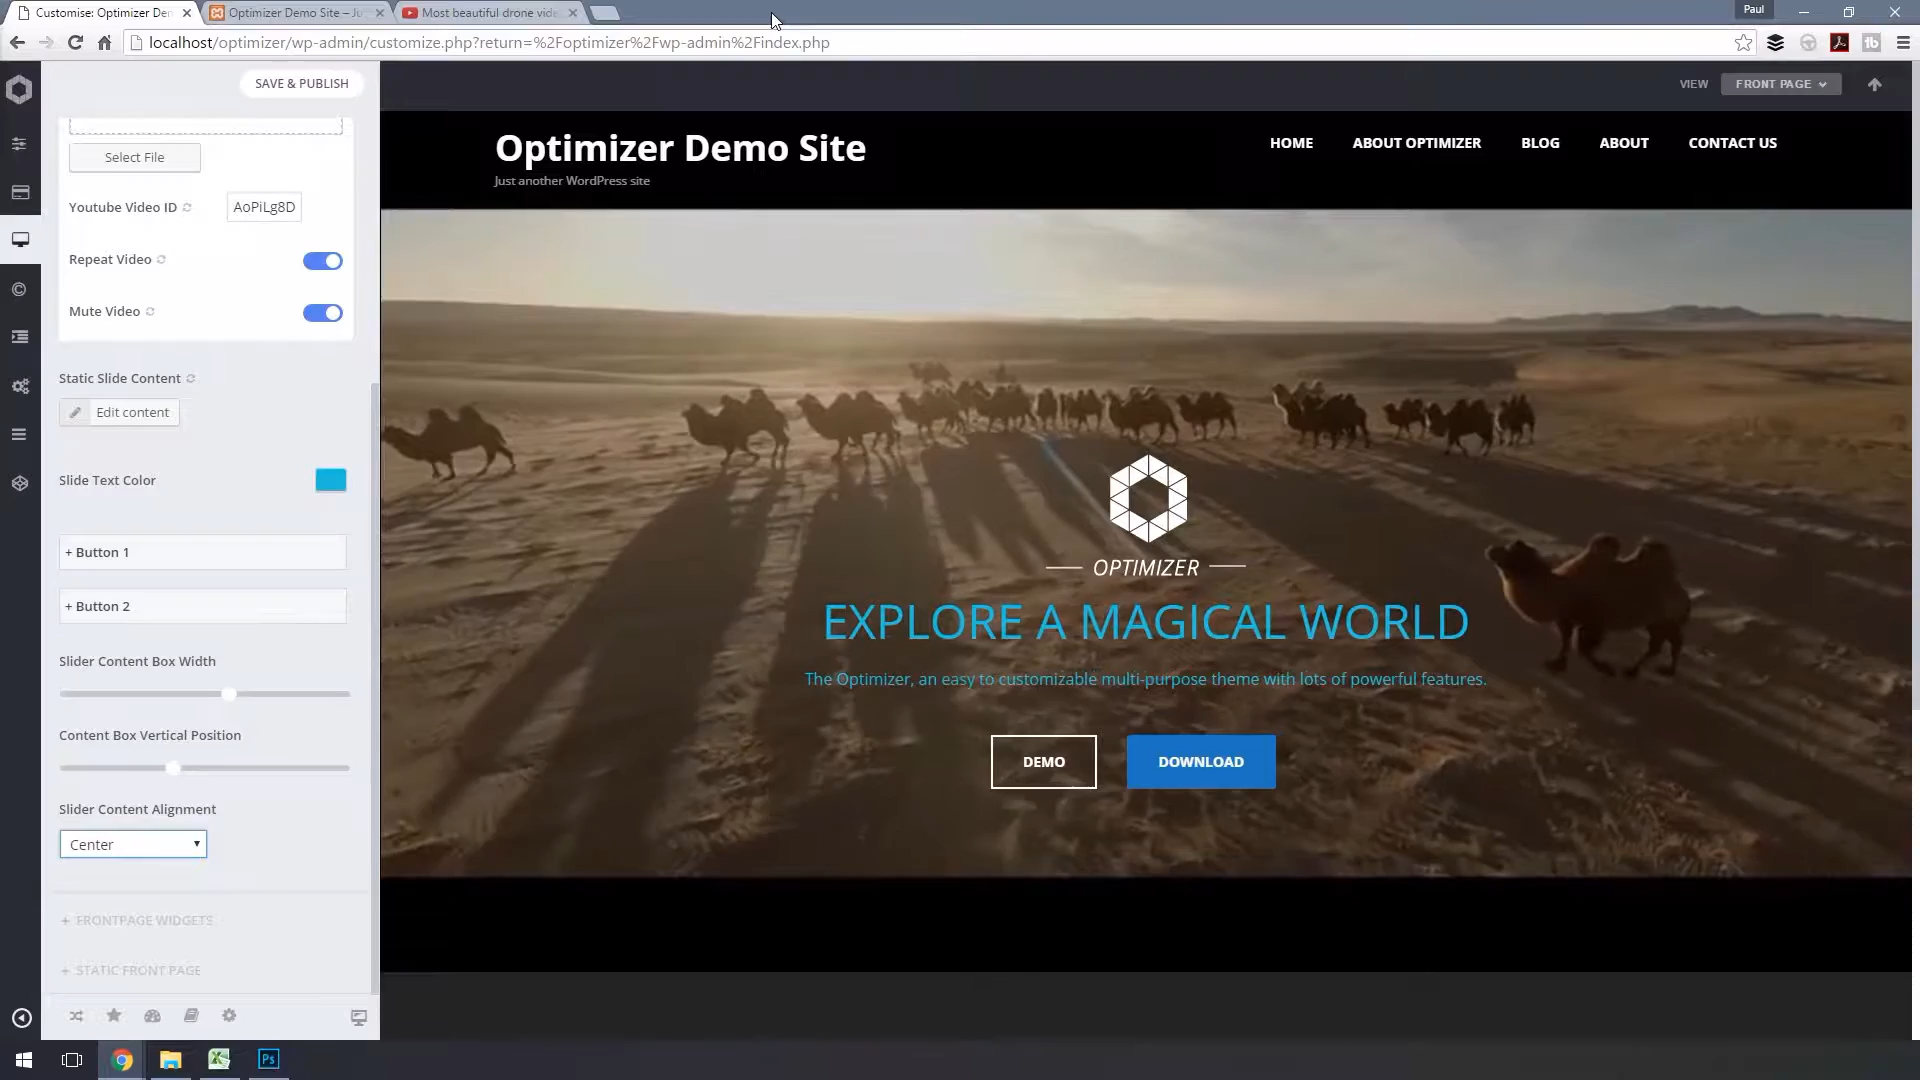 Customise: Optimizer Den
Optimizer Demo Site – Ju
Most beautiful drone vide
Paul
localhost/optimizer/wp-admin/customize.php?return=%2Foptimizer%2Fwp-admin%2Findex.php
SAVE & PUBLISH
VIEW
FRONT PAGE
Optimizer Demo Site
Just another WordPress site
HOME
ABOUT OPTIMIZER
BLOG
ABOUT
CONTACT US
Select File
Youtube Video ID
AoPiLg8D
Repeat Video
Mute Video
Static Slide Content
Edit content
Slide Text Color
+ Button 1
+ Button 2
Slider Content Box Width
Content Box Vertical Position
Slider Content Alignment
Center
+ FRONTPAGE WIDGETS
+ STATIC FRONT PAGE
OPTIMIZER
EXPLORE A MAGICAL WORLD
The Optimizer, an easy to customizable multi-purpose theme with lots of powerful features.
DEMO
DOWNLOAD
Ps